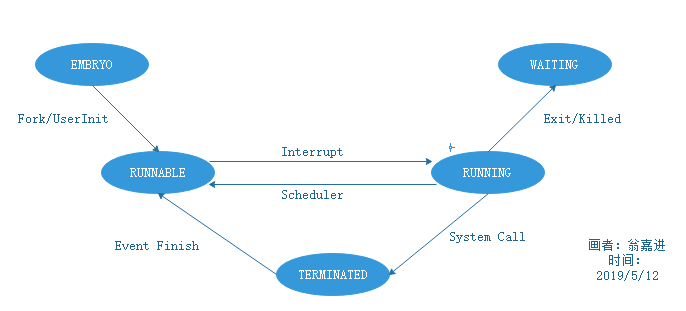 EMBRYO
WAITING
Fork/UserInit
Exit/Killed
Interrupt
RUNNABLE
RUNNING
Scheduler
Event Finish
System Call
TERMINATED
画者：翁嘉进
时间：
2019/5/12